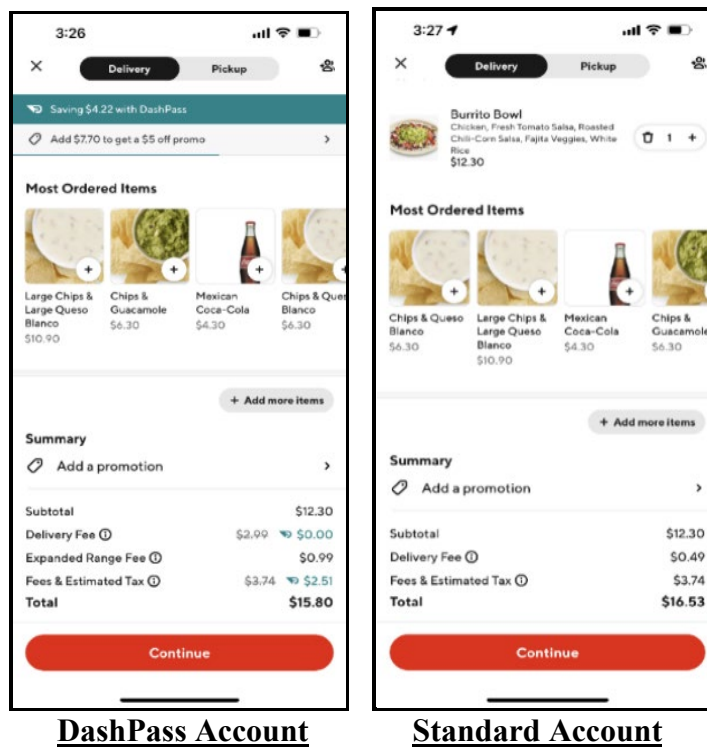 3:26
Delivery
Pickup
Saving $4.22 with DashPass
Add $7.70 to get a $5 off promo
Most Ordered Items
Large Chips &
Large Queso
Blanco
$10.90
Chips &
Guacamole
$6.30
Mexican
Coca-Cola
$4.30
Chips & Que
Blanco
$6.30
+ Add more items
Summary
Add a promotion
Subtotal $12.30
Delivery Fee $2.99 $0.00
Expanded Range Fee $0.99
Fees & Estimated Tax $3.74 $2.51
Total $15.80
Continue
DashPass Account
3:27
Delivery
Pickup
Burrito Bowl
Chicken, Fresh Tomato Salsa, Roasted
Chili-Corn Salsa, Fajita Veggies, White
Rice
$12.30
1 +
Most Ordered Items
Chips & Queso
Blanco
$6.30
Large Chips &
Large Queso
Blanco
$10.90
Mexican
Coca-Cola
$4.30
Chips &
Guacamole
$6.30
+ Add more items
Summary
Add a promotion
Subtotal $12.30
Delivery Fee $0.49
Fees & Estimated Tax $3.74
Total $16.53
Continue
Standard Account